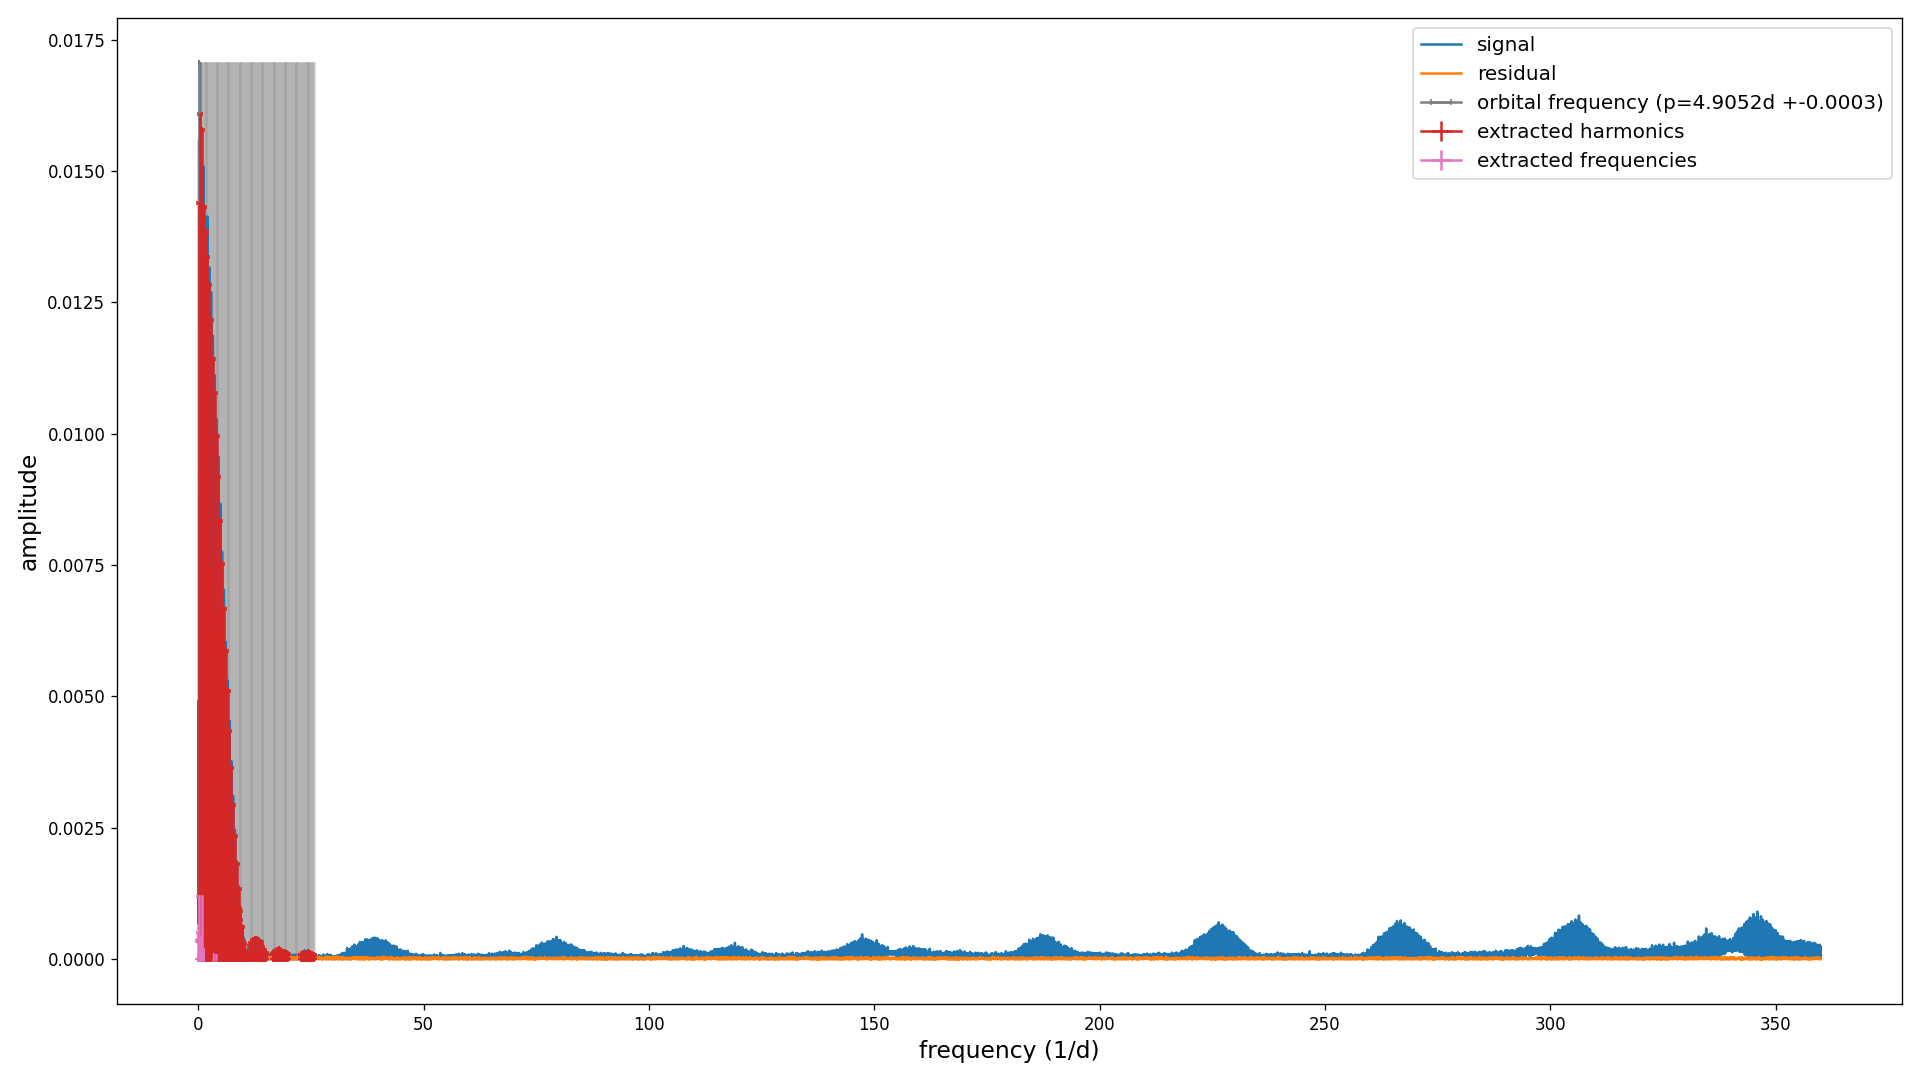 signal
residual
orbital frequency (p=4.9052d +-0.0003)
extracted harmonics
extracted frequencies
amplitude
0.0175
0.0150
0.0125
0.0100
0.0075
0.0050
0.0025
0.0000
0 50 100 150 200 250 300 350
frequency (1/d)